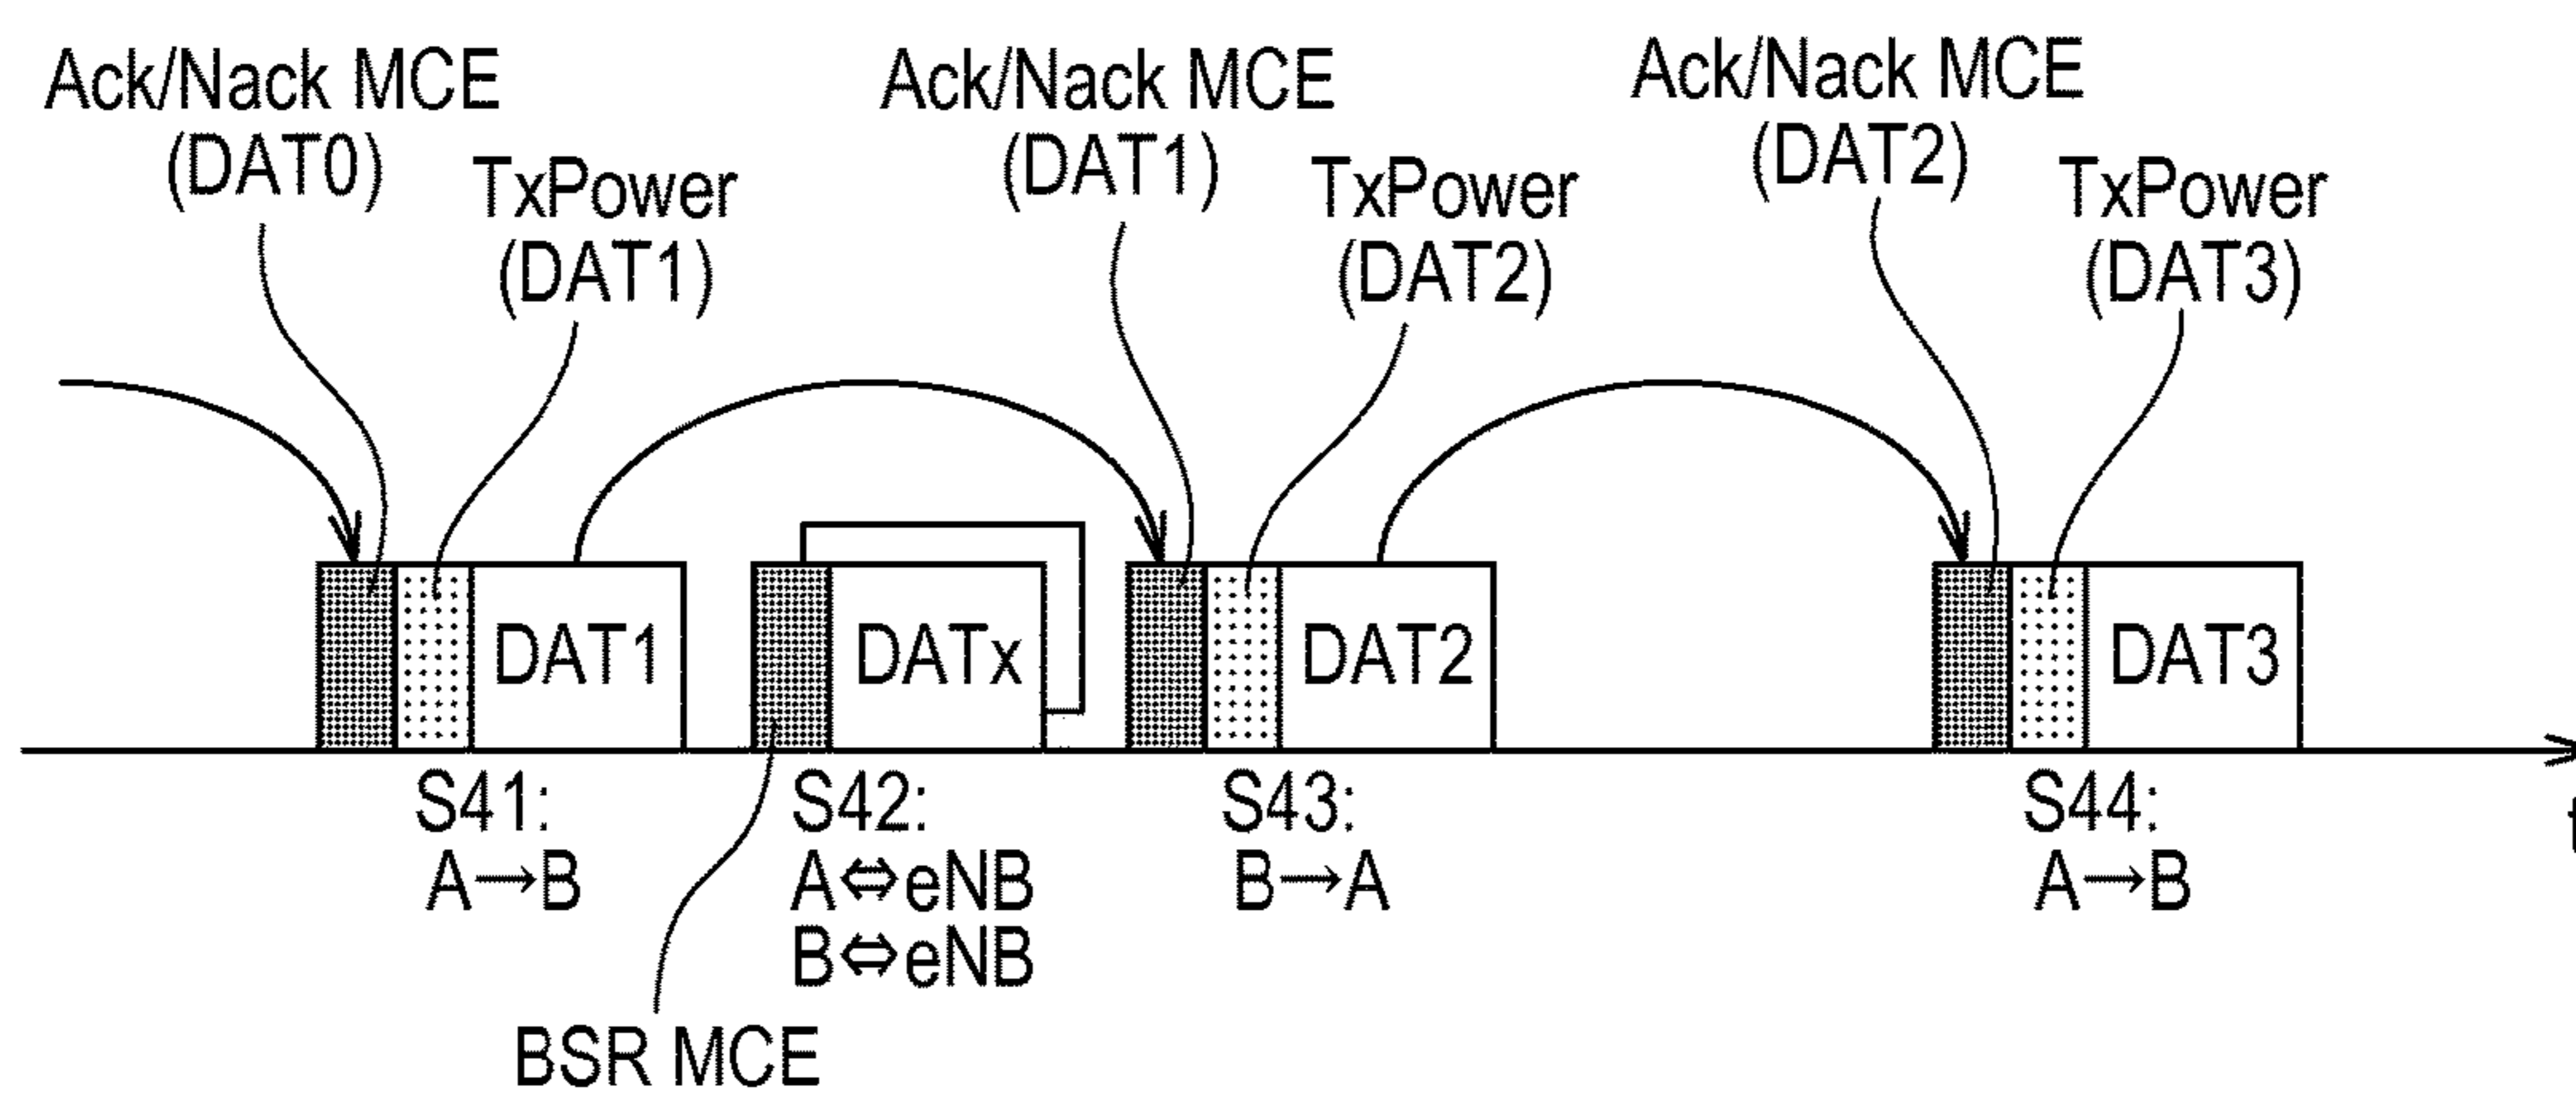 Ack/Nack MCE
(DAT0)
TxPower
(DAT1)
Ack/Nack MCE
(DAT1)
TxPower
(DAT2)
Ack/Nack MCE
(DAT2)
TxPower
(DAT3)
DAT1
DATx
DAT2
DAT3
S41:
A→B
S42:
A⇔eNB
B⇔eNB
S43:
B→A
S44:
A→B
BSR MCE